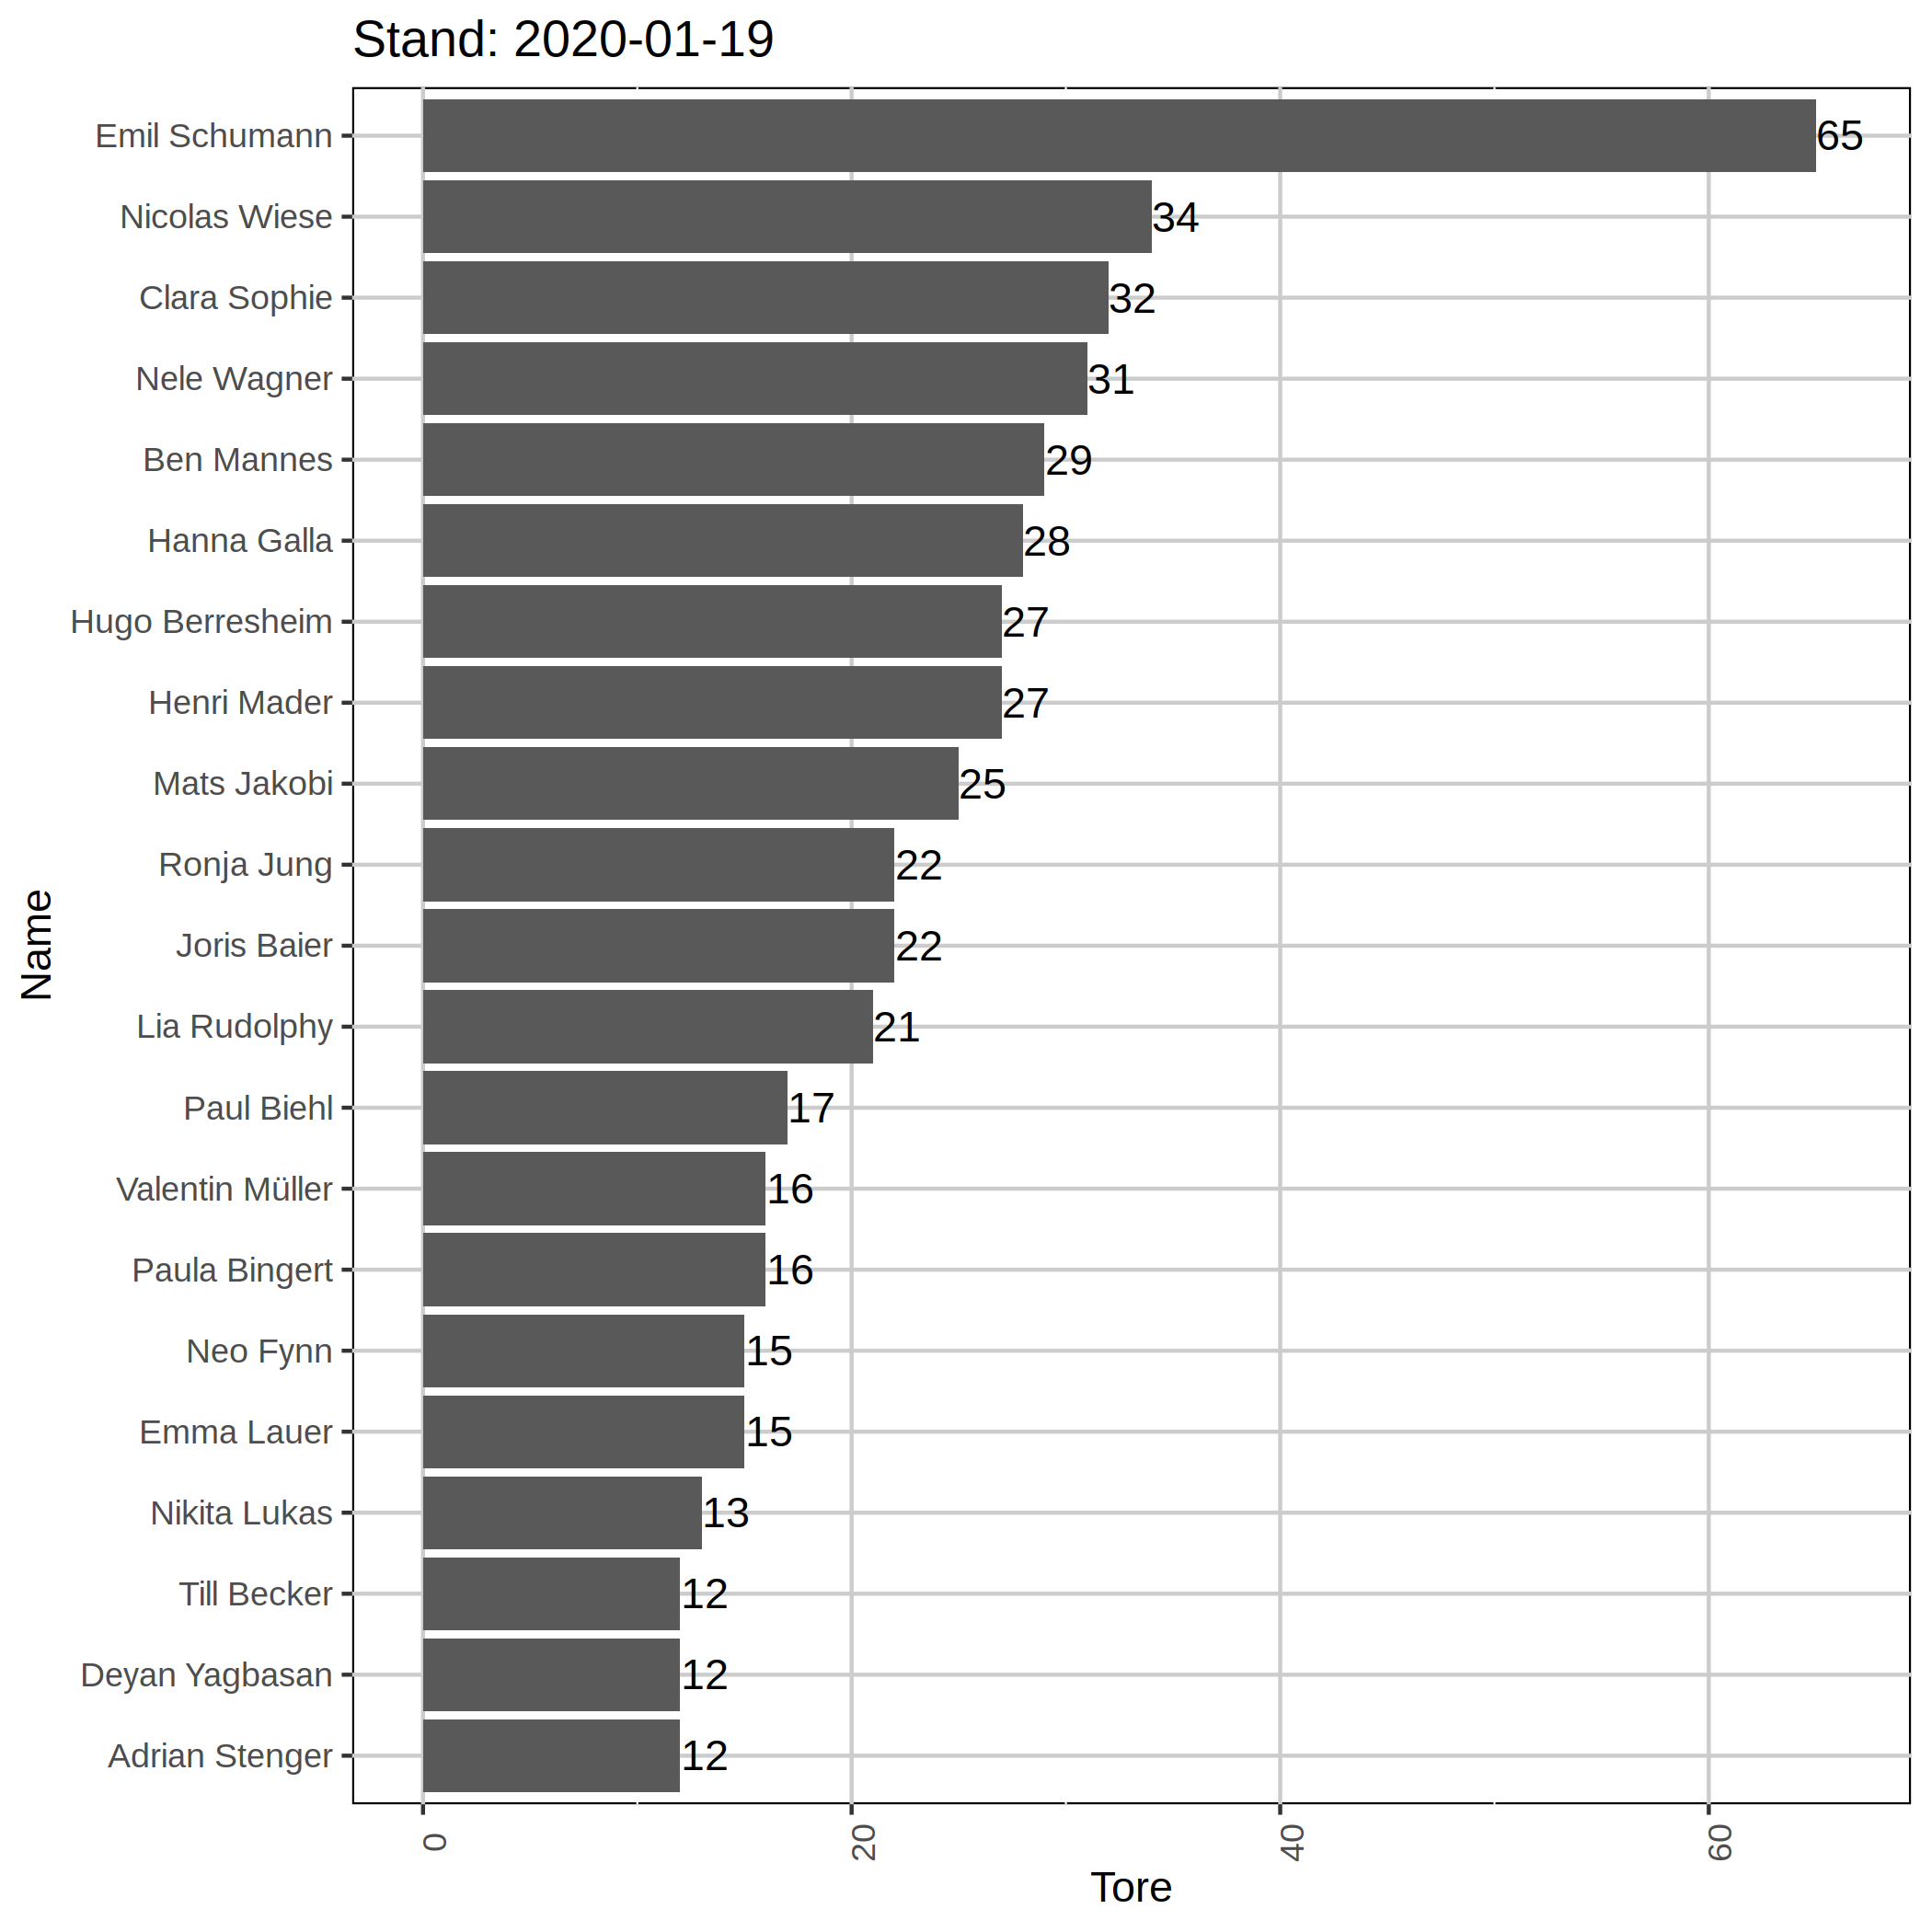 Stand: 2020-01-19
Emil Schumann 65
Nicolas Wiese 34
Clara Sophie 32
Nele Wagner 31
Ben Mannes 29
Hanna Galla 28
Hugo Berresheim 27
Henri Mader 27
Mats Jakobi 25
Ronja Jung 22
Joris Baier 22
Lia Rudolphy 21
Paul Biehl 17
Valentin Müller 16
Paula Bingert 16
Neo Fynn 15
Emma Lauer 15
Nikita Lukas 13
Till Becker 12
Deyan Yagbasan 12
Adrian Stenger 12
Name
0 20 40 60
Tore